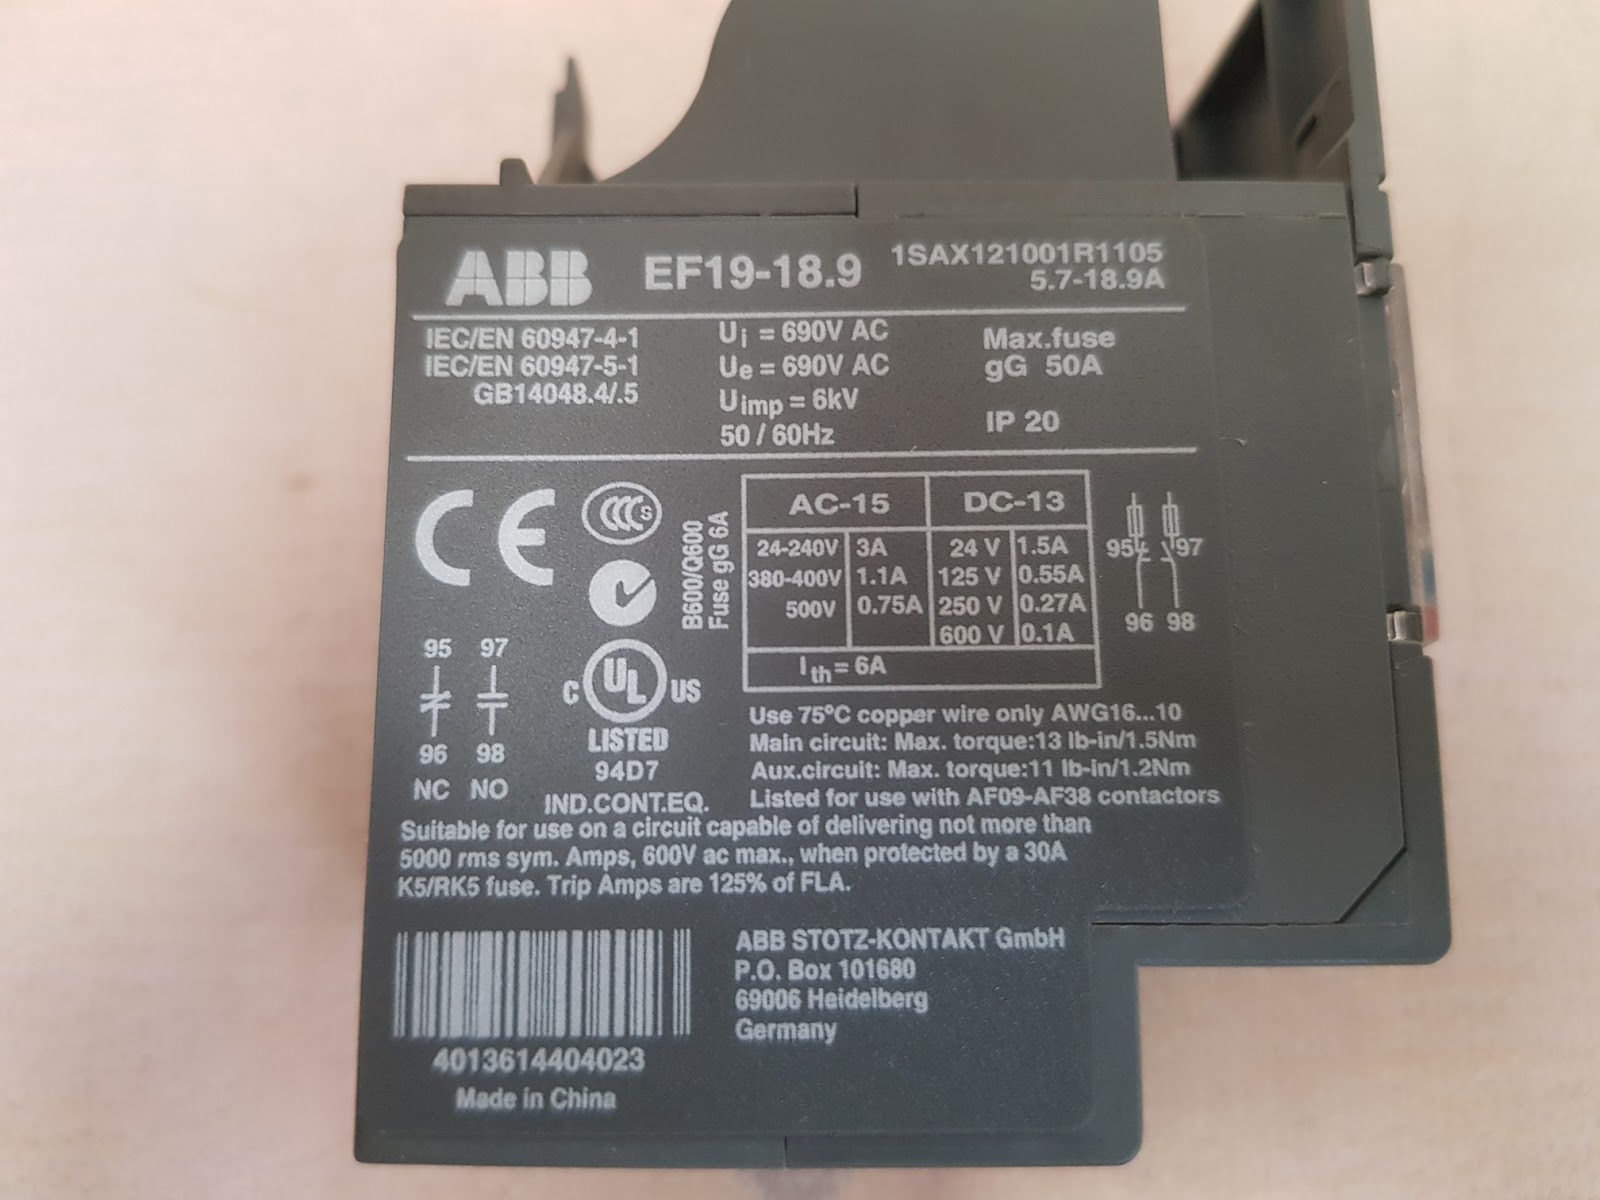 ABB EF19-18.9 1SAX121001R1105
5.7-18.9A
IEC/EN 60947-4-1
IEC/EN 60947-5-1
GB14048.4/.5
Ui = 690V AC
Ue = 690V AC
Uimp = 6kV
50 / 60Hz
Max.fuse
gG 50A
IP 20
CE
CCC S
B600/Q600
Fuse gG 6A
AC-15 DC-13
24-240V 3A 24 V 1.5A
380-400V 1.1A 125 V 0.55A
500V 0.75A 250 V 0.27A
600 V 0.1A
Ith = 6A
95 97
96 98
95 97
96 98
NC NO
C UL US
LISTED
94D7
IND.CONT.EQ.
Use 75°C copper wire only AWG16...10
Main circuit: Max. torque:13 lb-in/1.5Nm
Aux.circuit: Max. torque:11 lb-in/1.2Nm
Listed for use with AF09-AF38 contactors
Suitable for use on a circuit capable of delivering not more than
5000 rms sym. Amps, 600V ac max., when protected by a 30A
K5/RK5 fuse. Trip Amps are 125% of FLA.
ABB STOTZ-KONTAKT GmbH
P.O. Box 101680
69006 Heidelberg
Germany
4013614404023
Made in China